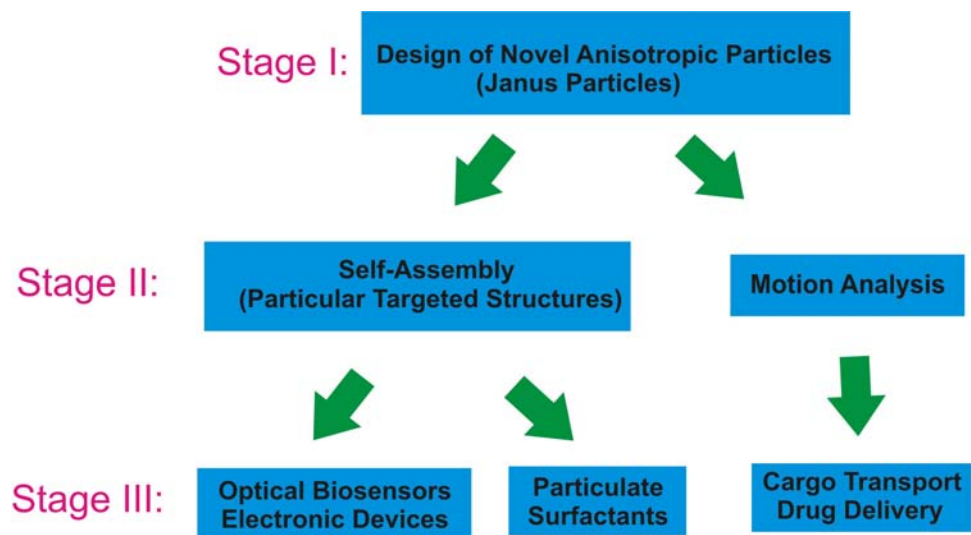 Stage I:
Design of Novel Anisotropic Particles
(Janus Particles)
Stage II:
Self-Assembly
(Particular Targeted Structures)
Motion Analysis
Stage III:
Optical Biosensors
Electronic Devices
Particulate
Surfactants
Cargo Transport
Drug Delivery